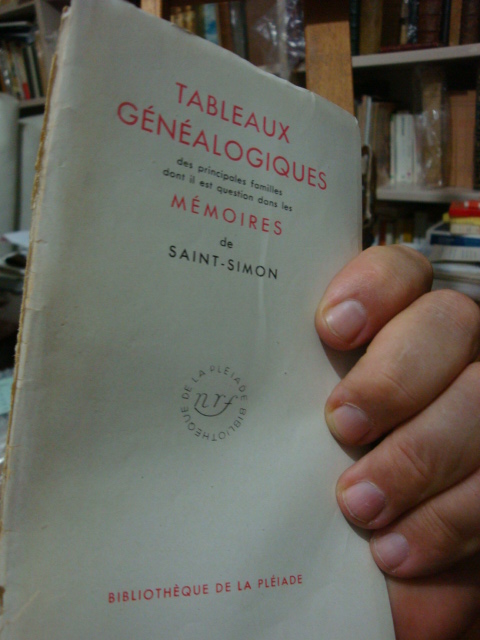 TABLEAUX
GÉNÉALOGIQUES
des principales familles
dont il est question dans les
MÉMOIRES
de
SAINT-SIMON
BIBLIOTHÈQUE DE LA PLÉIADE
nrf
BIBLIOTHÈQUE DE LA PLÉIADE